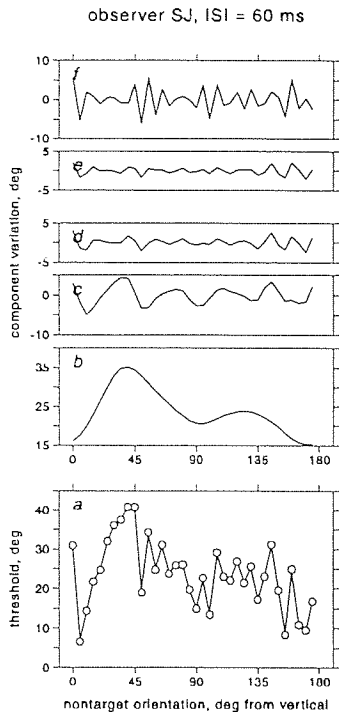 observer SJ, ISI = 60 ms
component variation, deg
10
f
0
-10
5
e
-5
5
d
-5
c
0
-10
35
b
25
15
0
45
90
135
180
threshold, deg
a
40
30
20
10
0
0
45
90
135
180
nontarget orientation, deg from vertical